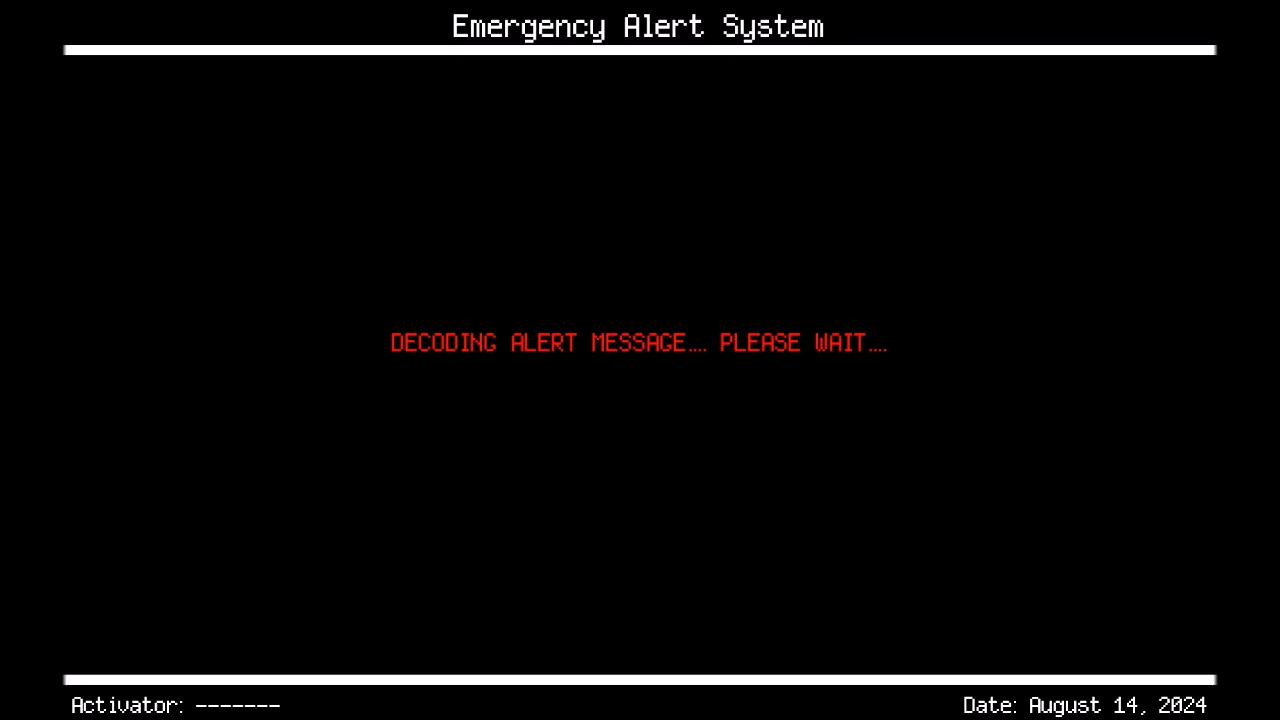 Emergency Alert System
DECODING ALERT MESSAGE.... PLEASE WAIT....
Activator: -------
Date: August 14, 2024